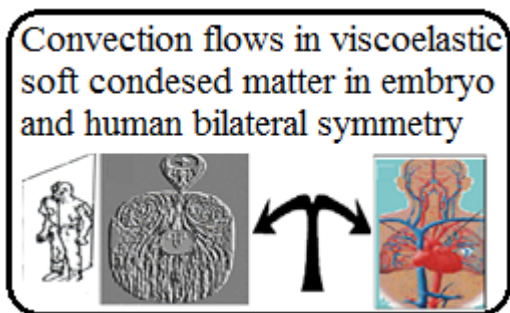 Convection flows in viscoelastic
soft condesed matter in embryo
and human bilateral symmetry